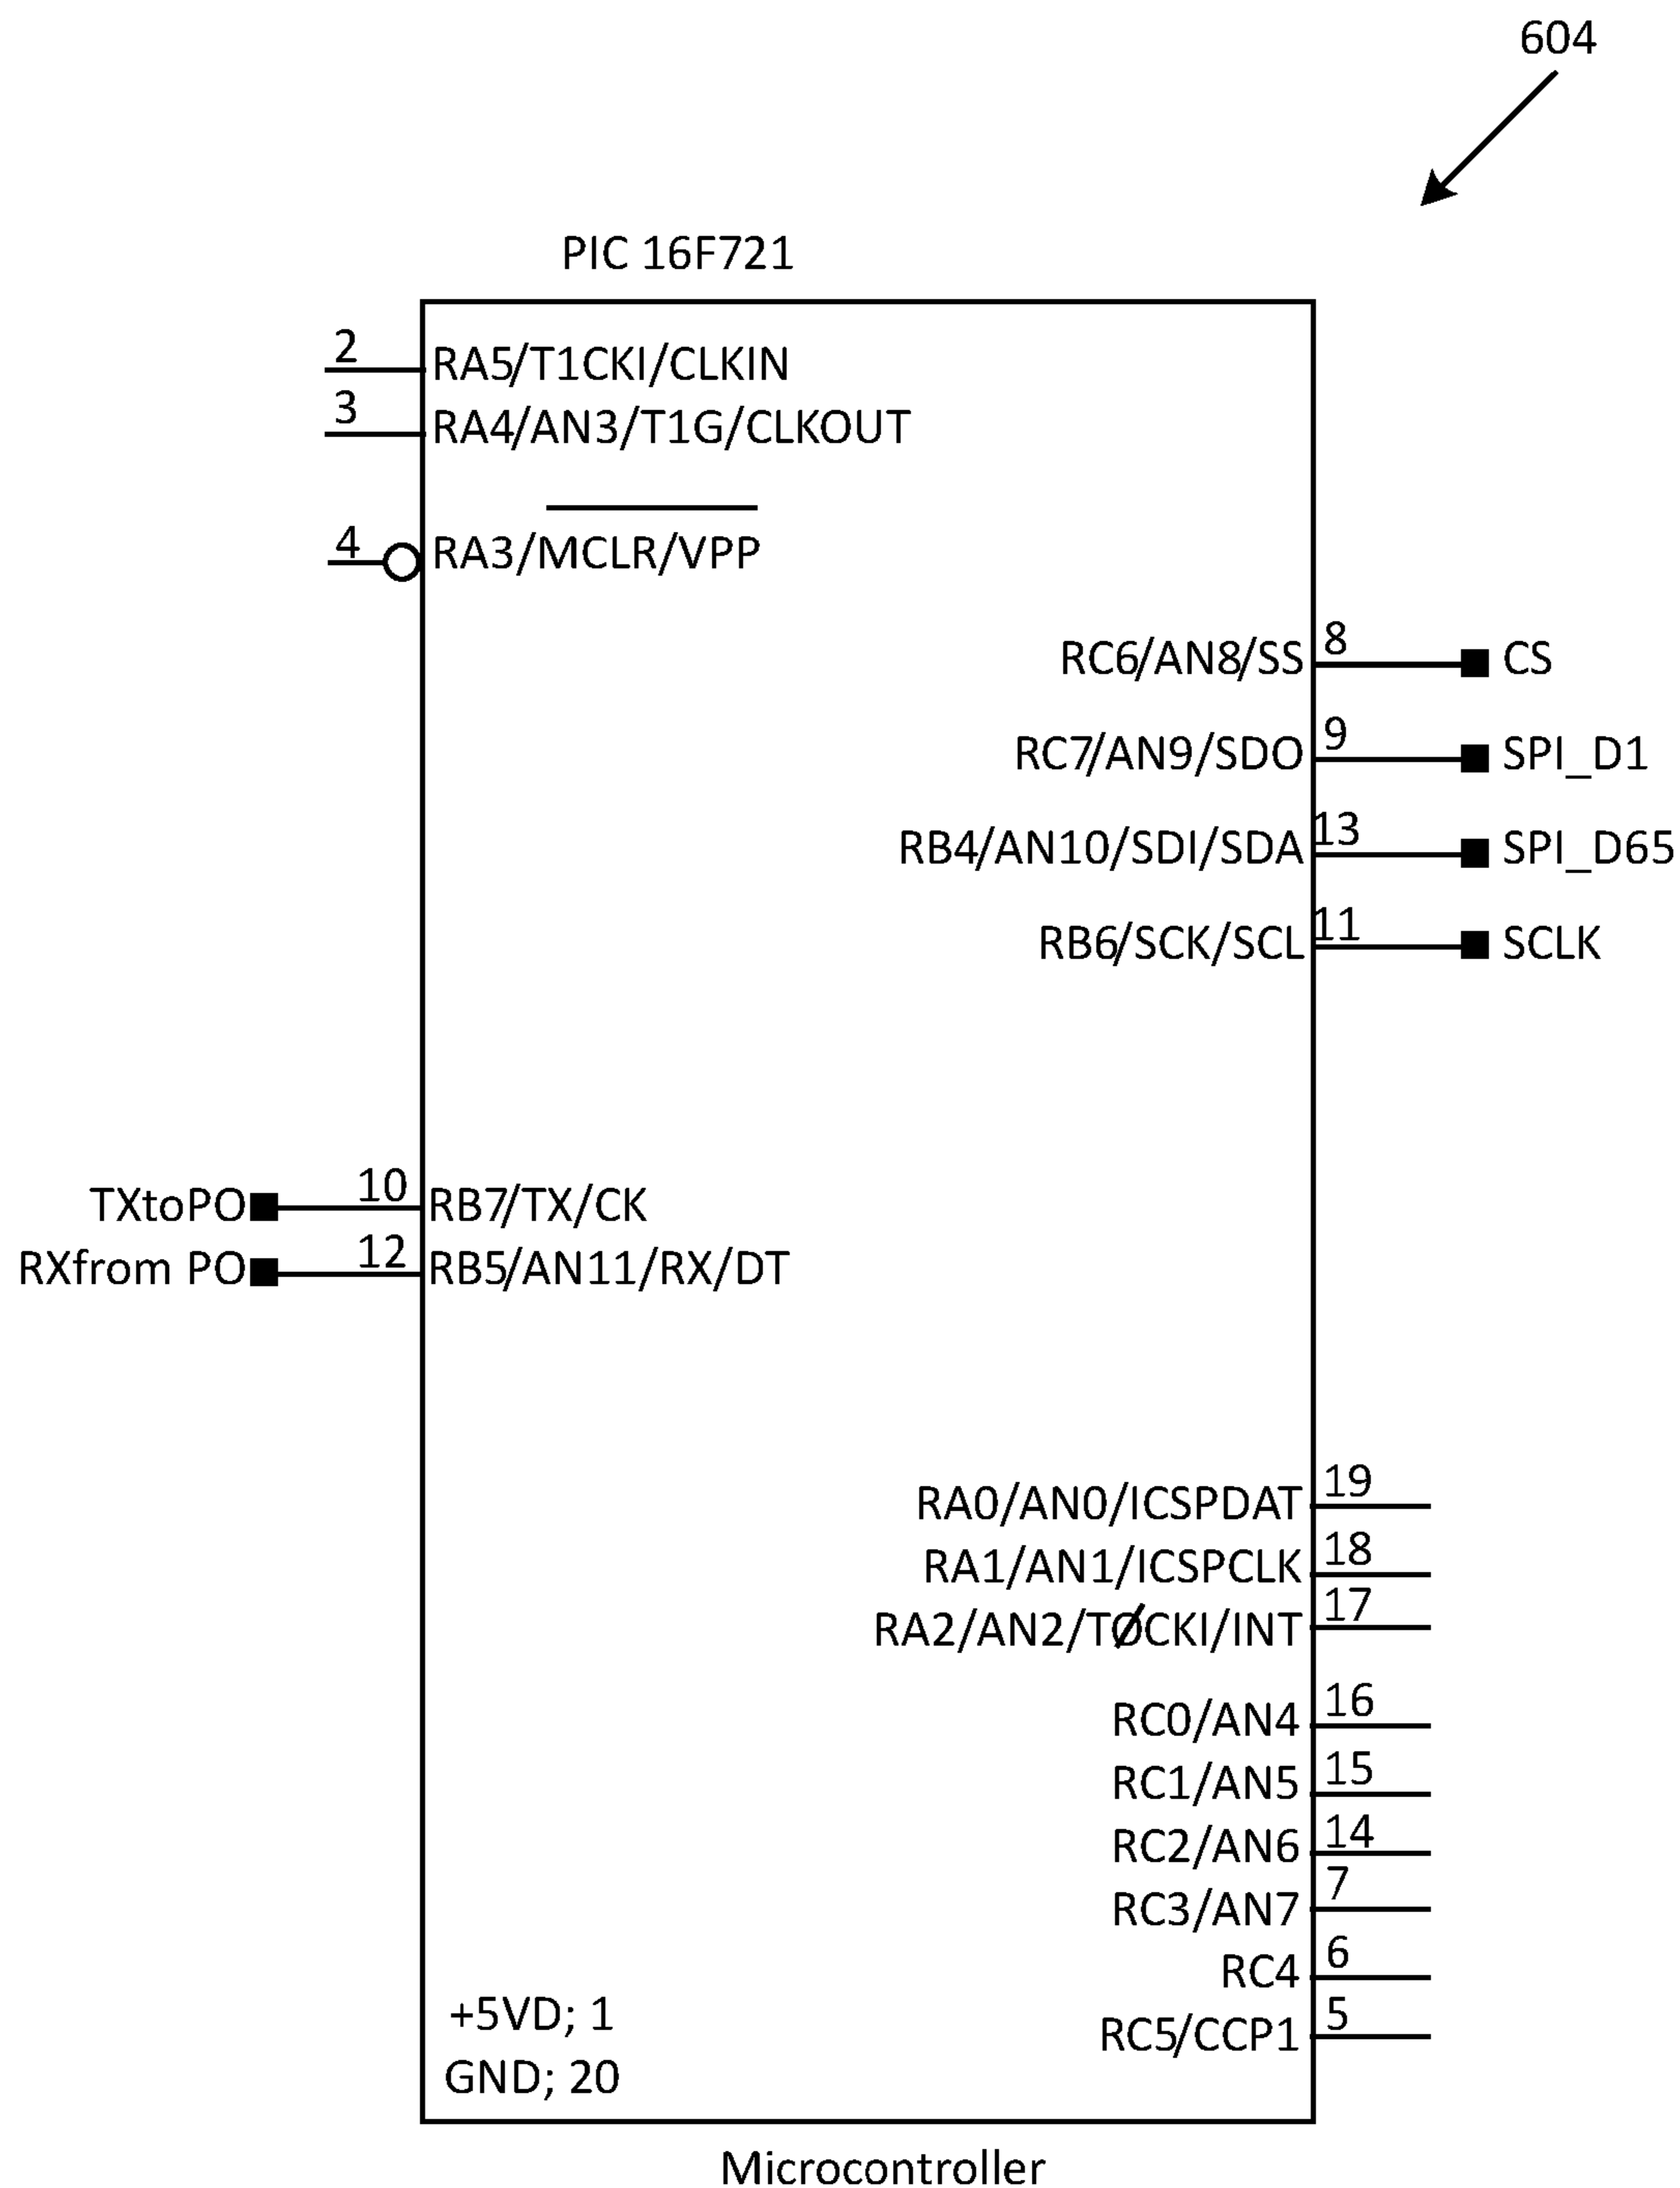 604
PIC 16F721
2 RA5/T1CKI/CLKIN
3 RA4/AN3/T1G/CLKOUT
4 RA3/MCLR/VPP
RC6/AN8/SS 8 CS
RC7/AN9/SDO 9 SPI_D1
RB4/AN10/SDI/SDA 13 SPI_D65
RB6/SCK/SCL 11 SCLK
TXtoPO 10 RB7/TX/CK
RXfrom PO 12 RB5/AN11/RX/DT
RA0/AN0/ICSPDAT 19
RA1/AN1/ICSPCLK 18
RA2/AN2/TØCKI/INT 17
RC0/AN4 16
RC1/AN5 15
RC2/AN6 14
RC3/AN7 7
RC4 6
RC5/CCP1 5
+5VD; 1
GND; 20
Microcontroller